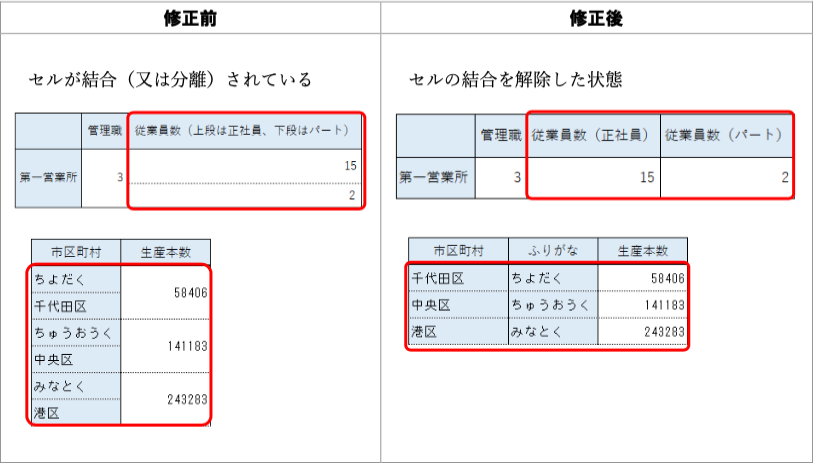 修正前
修正後
セルが結合（又は分離）されている
管理職 従業員数（上段は正社員、下段はパート）
第一営業所 3 15
2
市区町村 生産本数
ちよだく
58406
千代田区
ちゅうおうく
141183
中央区
みなとく
243283
港区
セルの結合を解除した状態
管理職 従業員数（正社員） 従業員数（パート）
第一営業所 3 15 2
市区町村 ふりがな 生産本数
千代田区 ちよだく 58406
中央区 ちゅうおうく 141183
港区 みなとく 243283